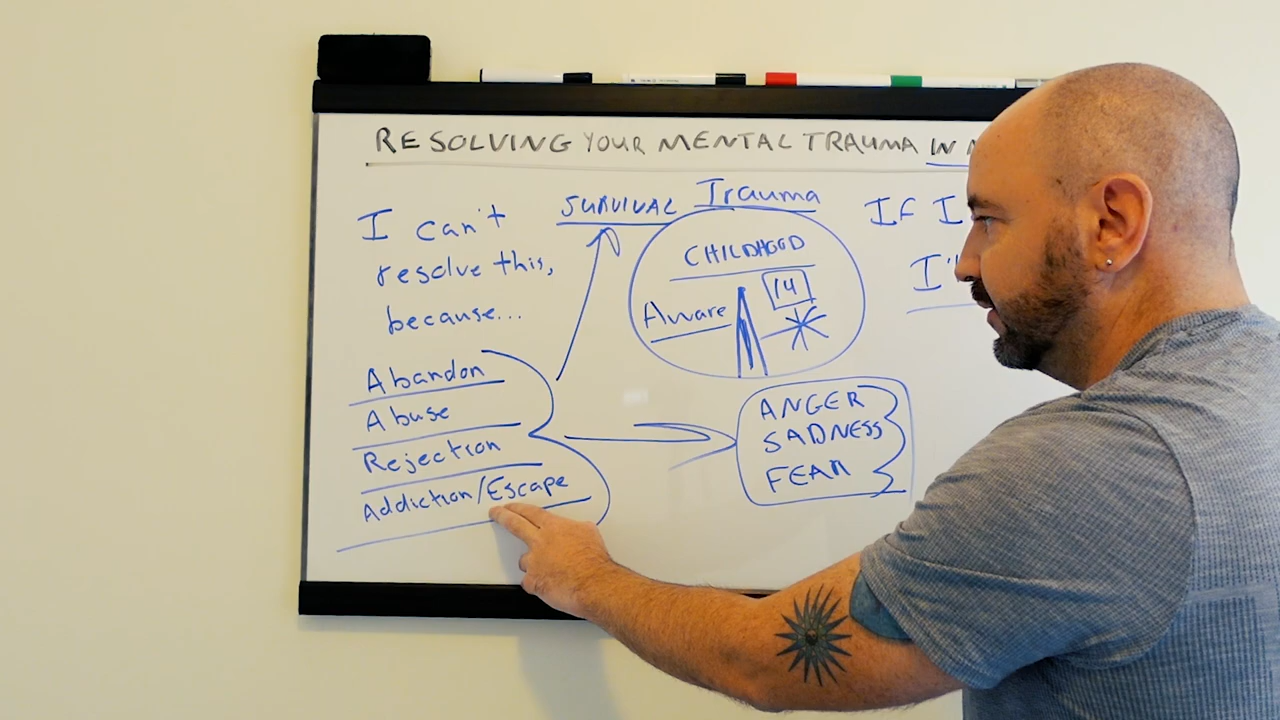 RESOLVING YOUR MENTAL TRAUMA IN
I can't
resolve this,
because...
Abandon
Abuse
Rejection
Addiction/Escape
SURVIVAL
Trauma
CHILDHOOD
Aware
14
ANGER
SADNESS
FEAR
If I
I'